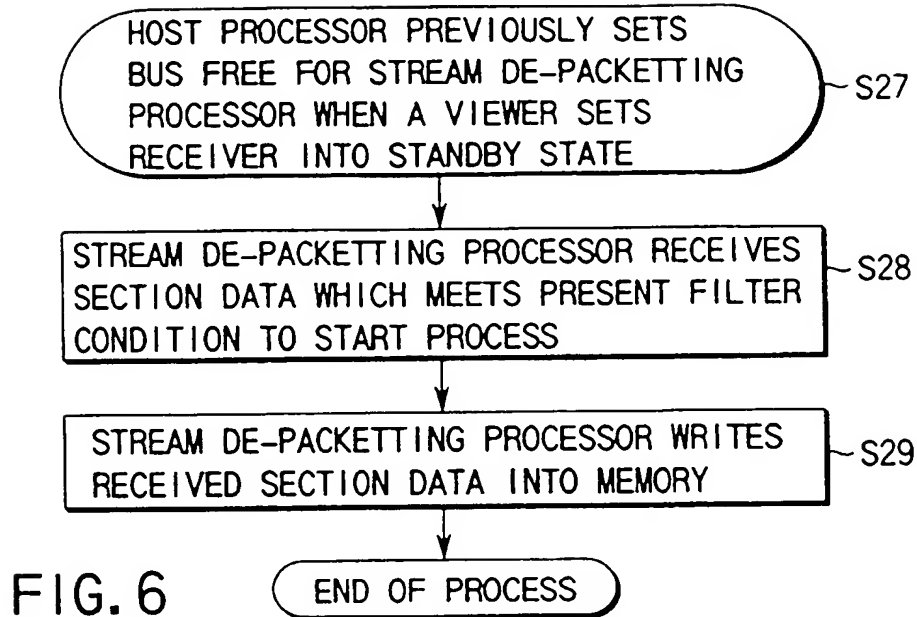 HOST PROCESSOR PREVIOUSLY SETS
BUS FREE FOR STREAM DE-PACKETTING
PROCESSOR WHEN A VIEWER SETS
RECEIVER INTO STANDBY STATE
S27
STREAM DE-PACKETTING PROCESSOR RECEIVES
SECTION DATA WHICH MEETS PRESENT FILTER
CONDITION TO START PROCESS
S28
STREAM DE-PACKETTING PROCESSOR WRITES
RECEIVED SECTION DATA INTO MEMORY
S29
END OF PROCESS
FIG. 6